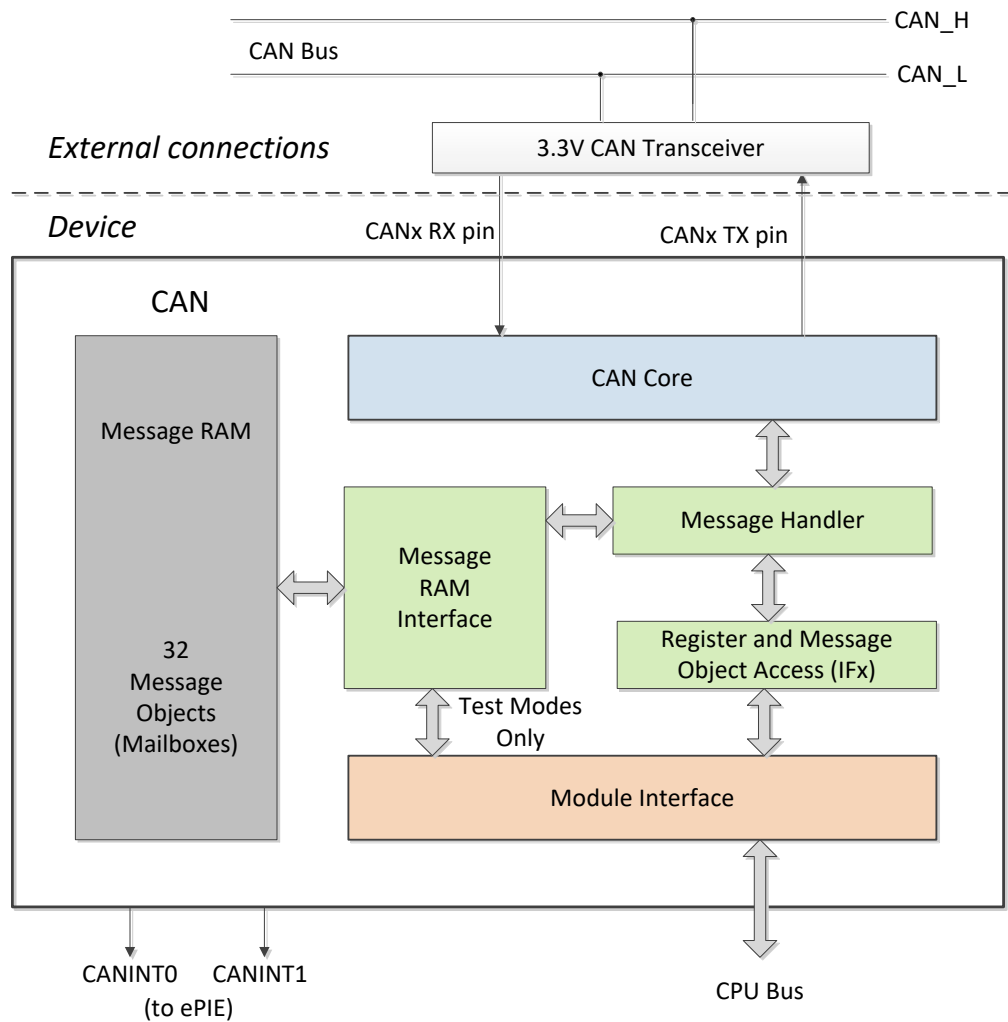 CAN_H
CAN Bus
CAN_L
External connections
3.3V CAN Transceiver
Device
CANx RX pin
CANx TX pin
CAN
CAN Core
Message RAM
Message Handler
Message
RAM
Interface
32
Message
Objects
(Mailboxes)
Register and Message
Object Access (IFx)
Test Modes
Only
Module Interface
CANINT0
CANINT1
(to ePIE)
CPU Bus